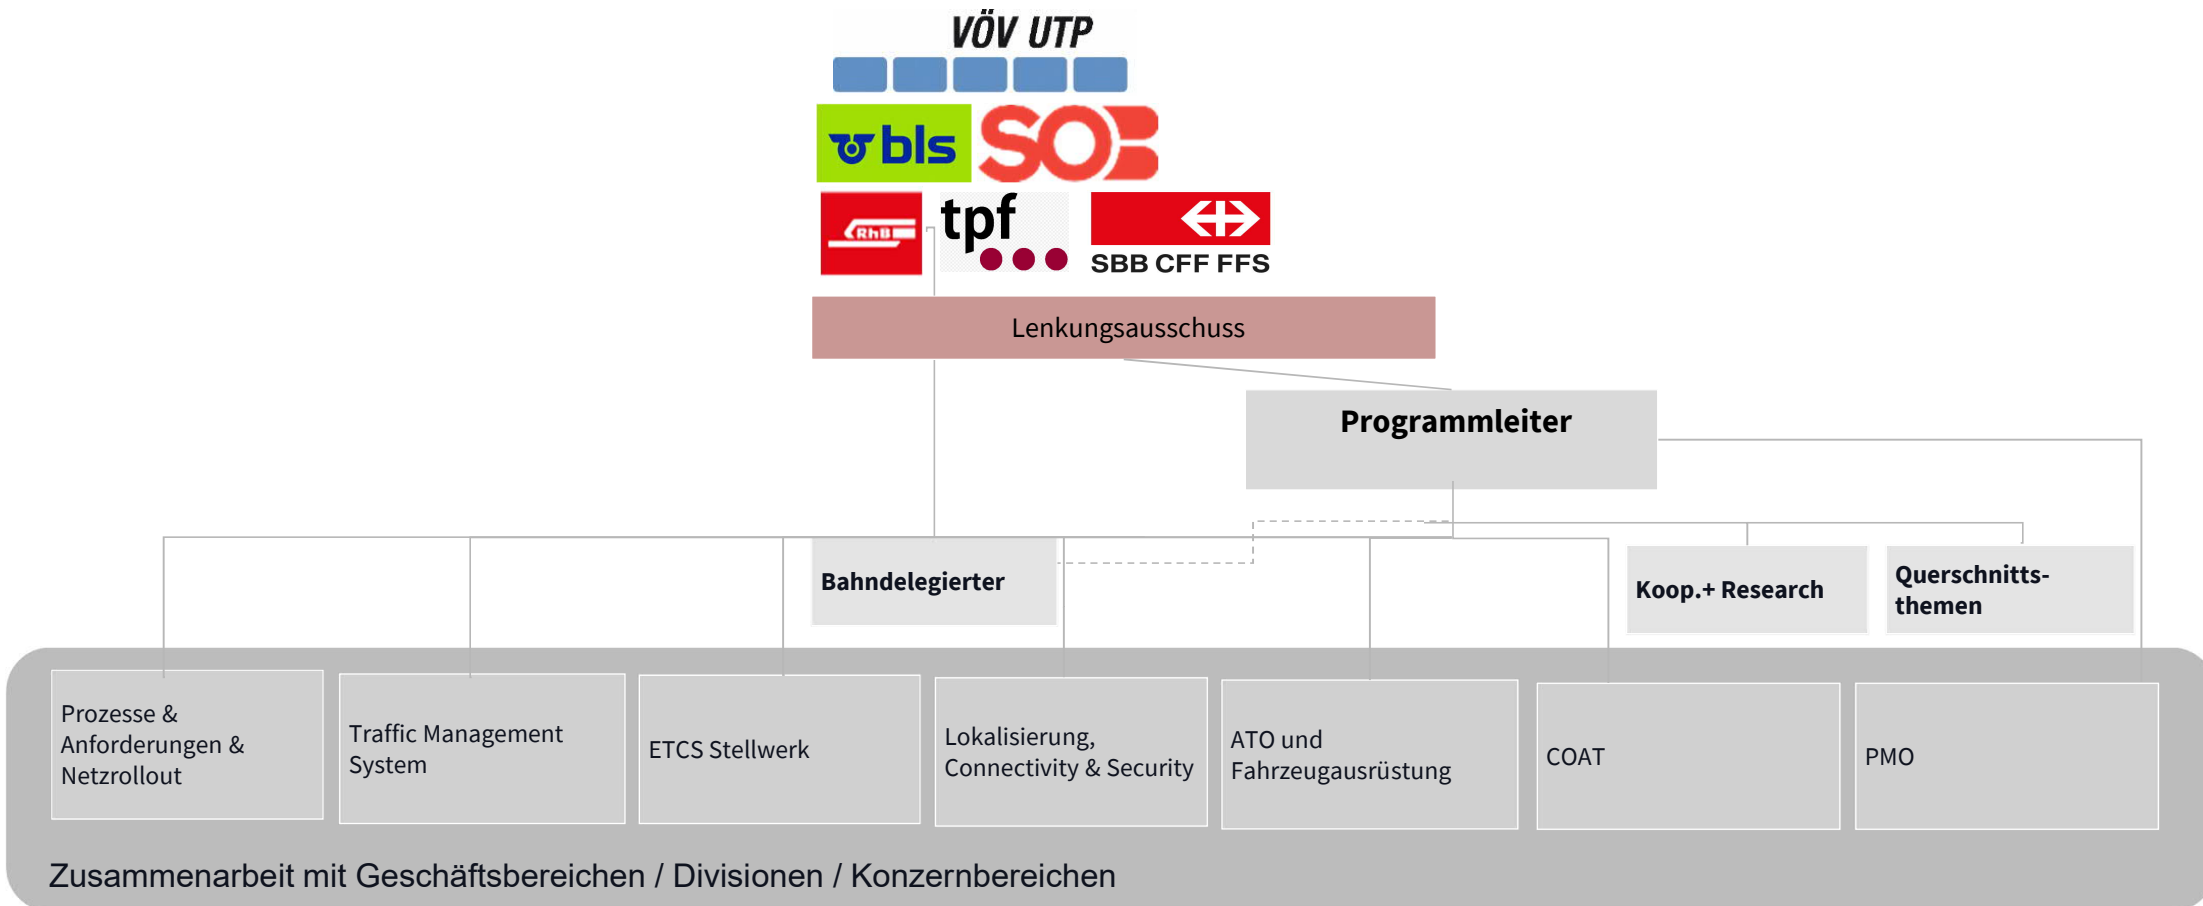 VÖV UTP
bls
SOB
RhB
tpf
SBB CFF FFS
Lenkungsausschuss
Programmleiter
Bahndelegierter
Koop.+ Research
Querschnitts-
themen
Prozesse &
Anforderungen &
Netzrollout
Traffic Management
System
ETCS Stellwerk
Lokalisierung,
Connectivity & Security
ATO und
Fahrzeugausrüstung
COAT
PMO
Zusammenarbeit mit Geschäftsbereichen / Divisionen / Konzernbereichen